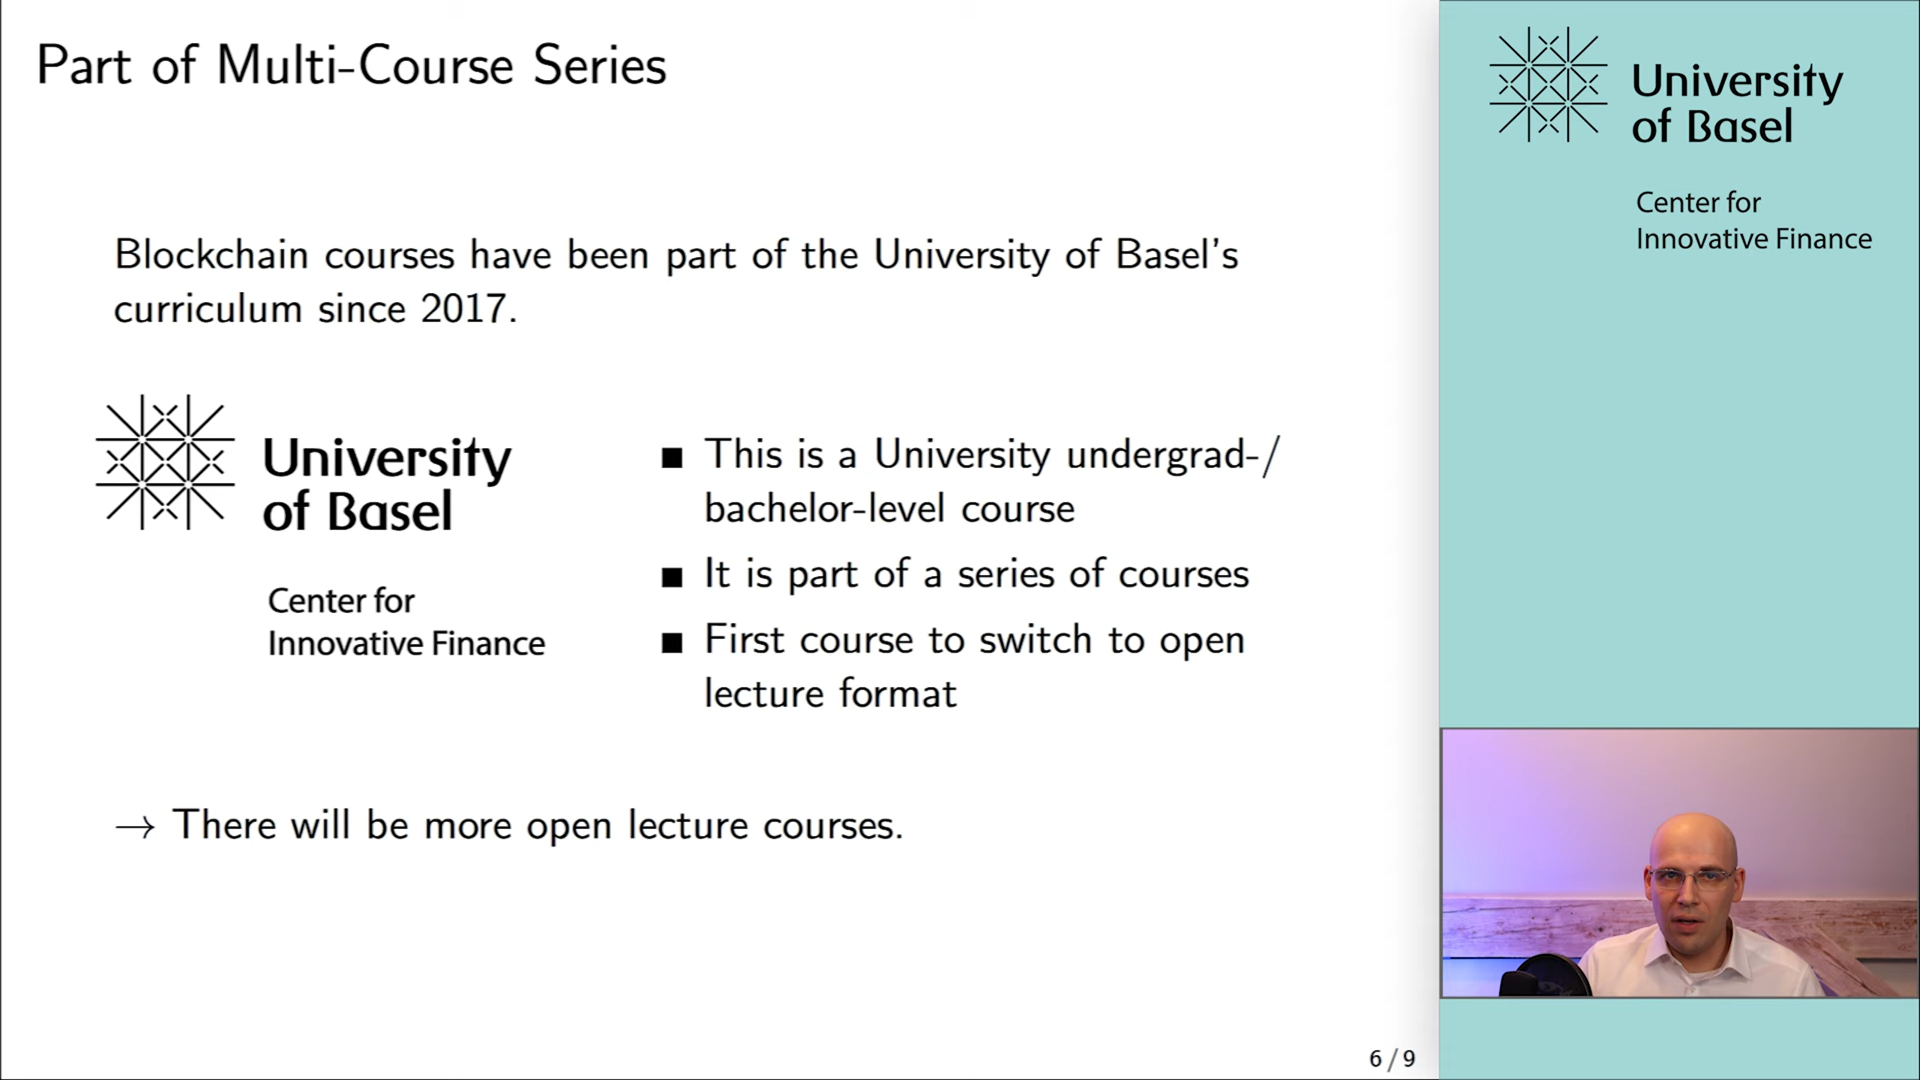 Part of Multi-Course Series
Blockchain courses have been part of the University of Basel's
curriculum since 2017.
University
of Basel
Center for
Innovative Finance
■ This is a University undergrad-/
bachelor-level course
■ It is part of a series of courses
■ First course to switch to open
lecture format
→ There will be more open lecture courses.
6 / 9
University
of Basel
Center for
Innovative Finance